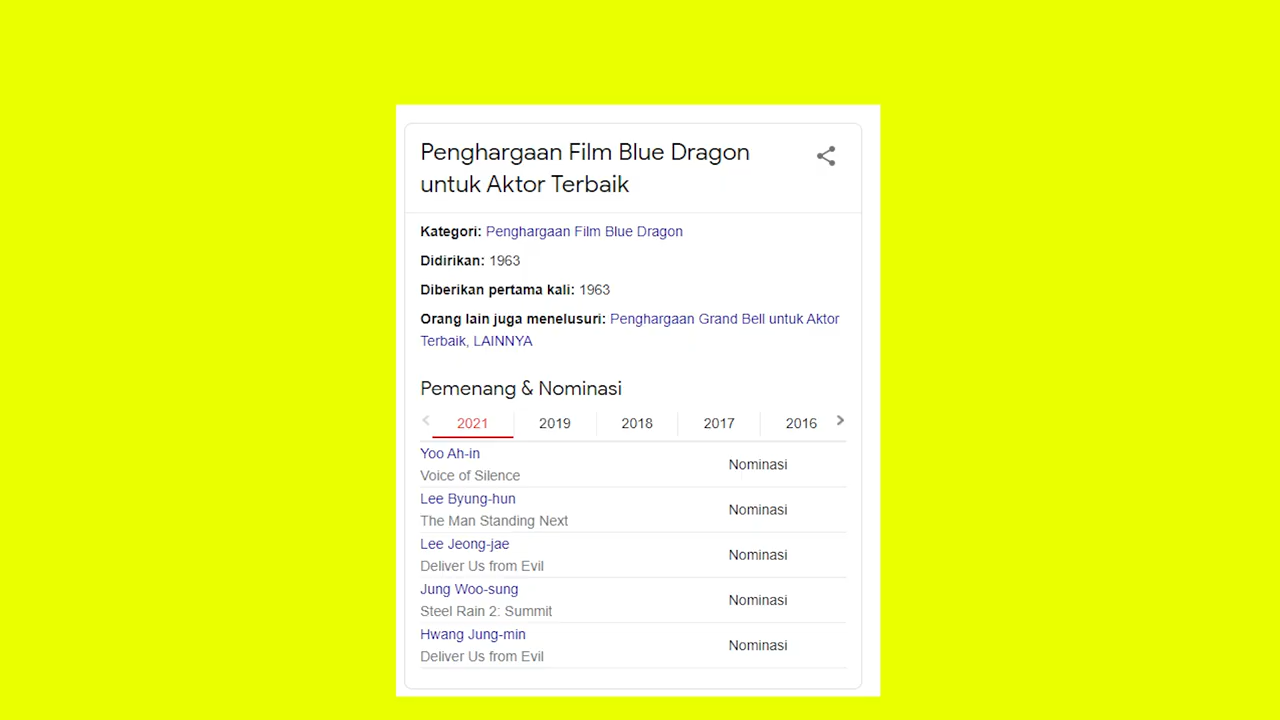 Penghargaan Film Blue Dragon
untuk Aktor Terbaik
Kategori: Penghargaan Film Blue Dragon
Didirikan: 1963
Diberikan pertama kali: 1963
Orang lain juga menelusuri: Penghargaan Grand Bell untuk Aktor
Terbaik, LAINNYA
Pemenang & Nominasi
2021 2019 2018 2017 2016
Yoo Ah-in
Voice of Silence
Nominasi
Lee Byung-hun
The Man Standing Next
Nominasi
Lee Jeong-jae
Deliver Us from Evil
Nominasi
Jung Woo-sung
Steel Rain 2: Summit
Nominasi
Hwang Jung-min
Deliver Us from Evil
Nominasi